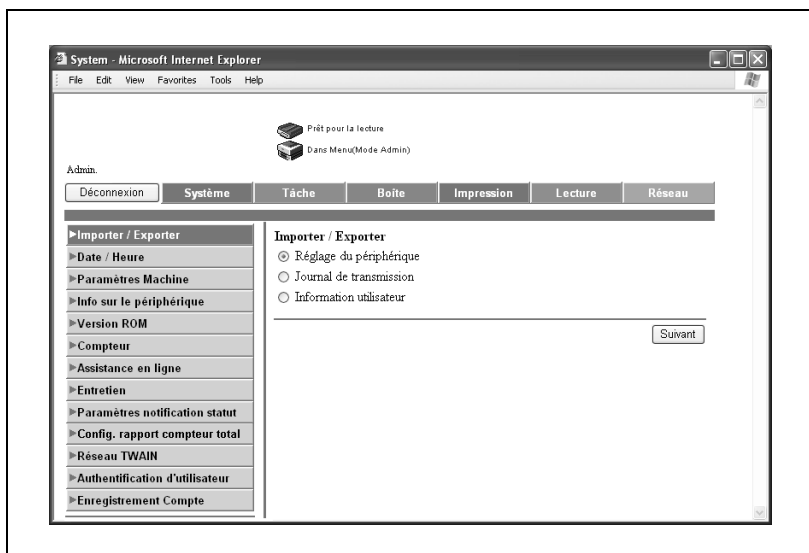 System - Microsoft Internet Explorer
File Edit View Favorites Tools Help
Prêt pour la lecture
Dans Menu(Mode Admin)
Admin.
Déconnexion Système Tâche Boîte Impression Lecture Réseau
Importer / Exporter
Date / Heure
Paramètres Machine
Info sur le périphérique
Version ROM
Compteur
Assistance en ligne
Entretien
Paramètres notification statut
Config. rapport compteur total
Réseau TWAIN
Authentification d'utilisateur
Enregistrement Compte
Importer / Exporter
Réglage du périphérique
Journal de transmission
Information utilisateur
Suivant